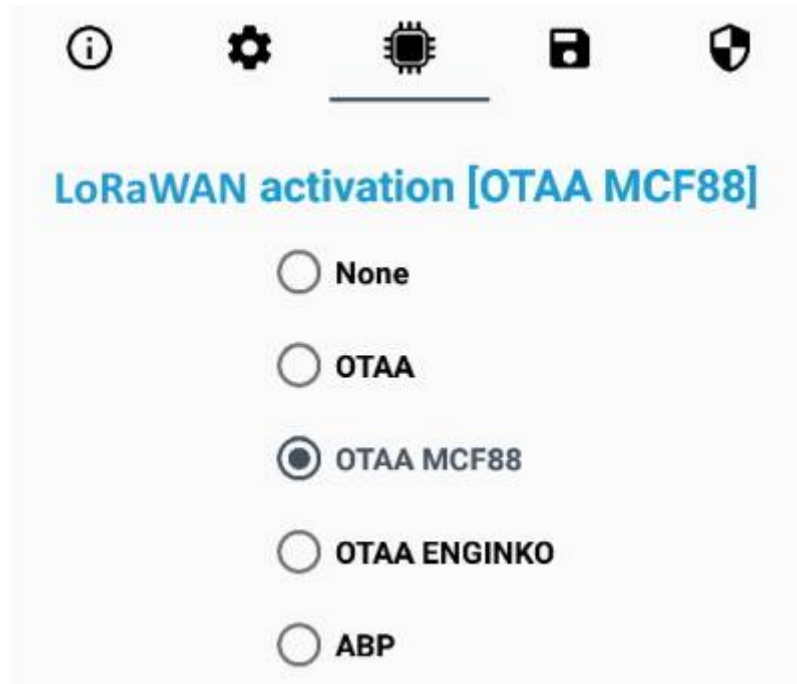 LoRaWAN activation [OTAA MCF88]
None
OTAA
OTAA MCF88
OTAA ENGINKO
ABP